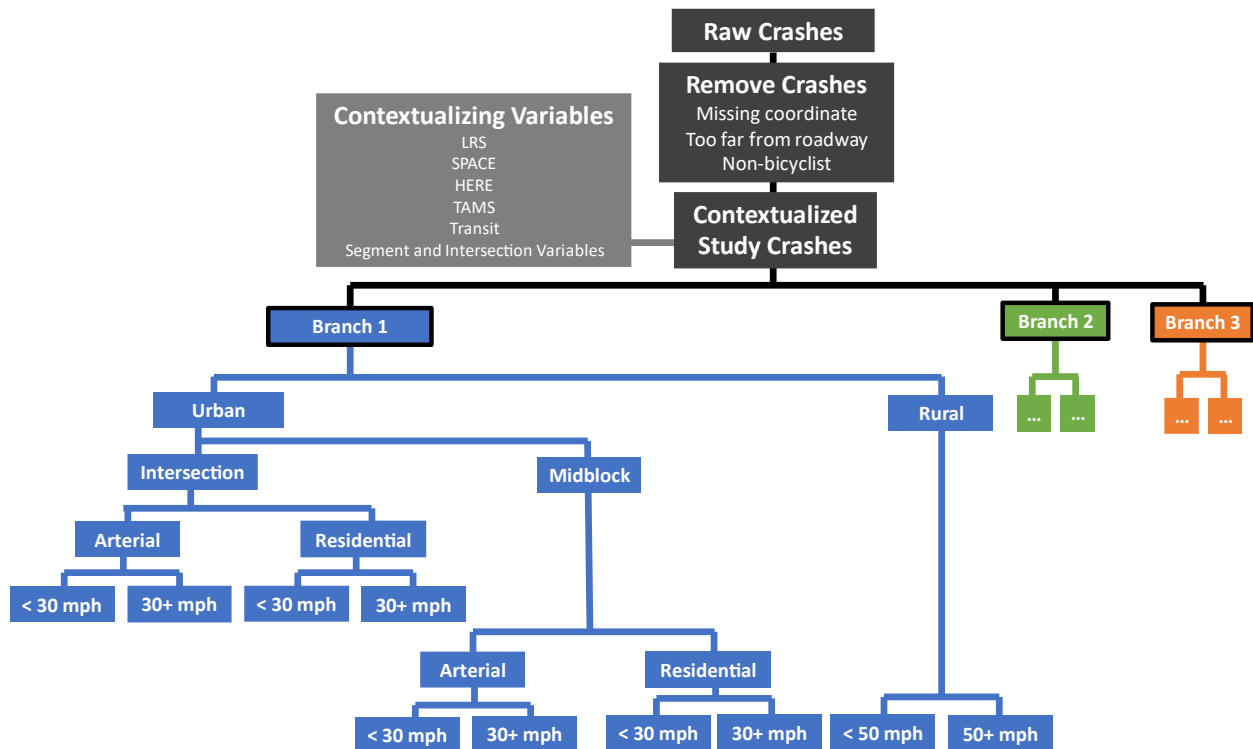 Raw Crashes
Remove Crashes
Missing coordinate
Too far from roadway
Non-bicyclist
Contextualizing Variables
LRS
SPACE
HERE
TAMS
Transit
Segment and Intersection Variables
Contextualized
Study Crashes
Branch 1
Branch 2
Branch 3
Urban
Rural
...
...
...
...
Intersection
Midblock
Arterial
Residential
< 30 mph
30+ mph
< 30 mph
30+ mph
Arterial
Residential
< 30 mph
30+ mph
< 30 mph
30+ mph
< 50 mph
50+ mph